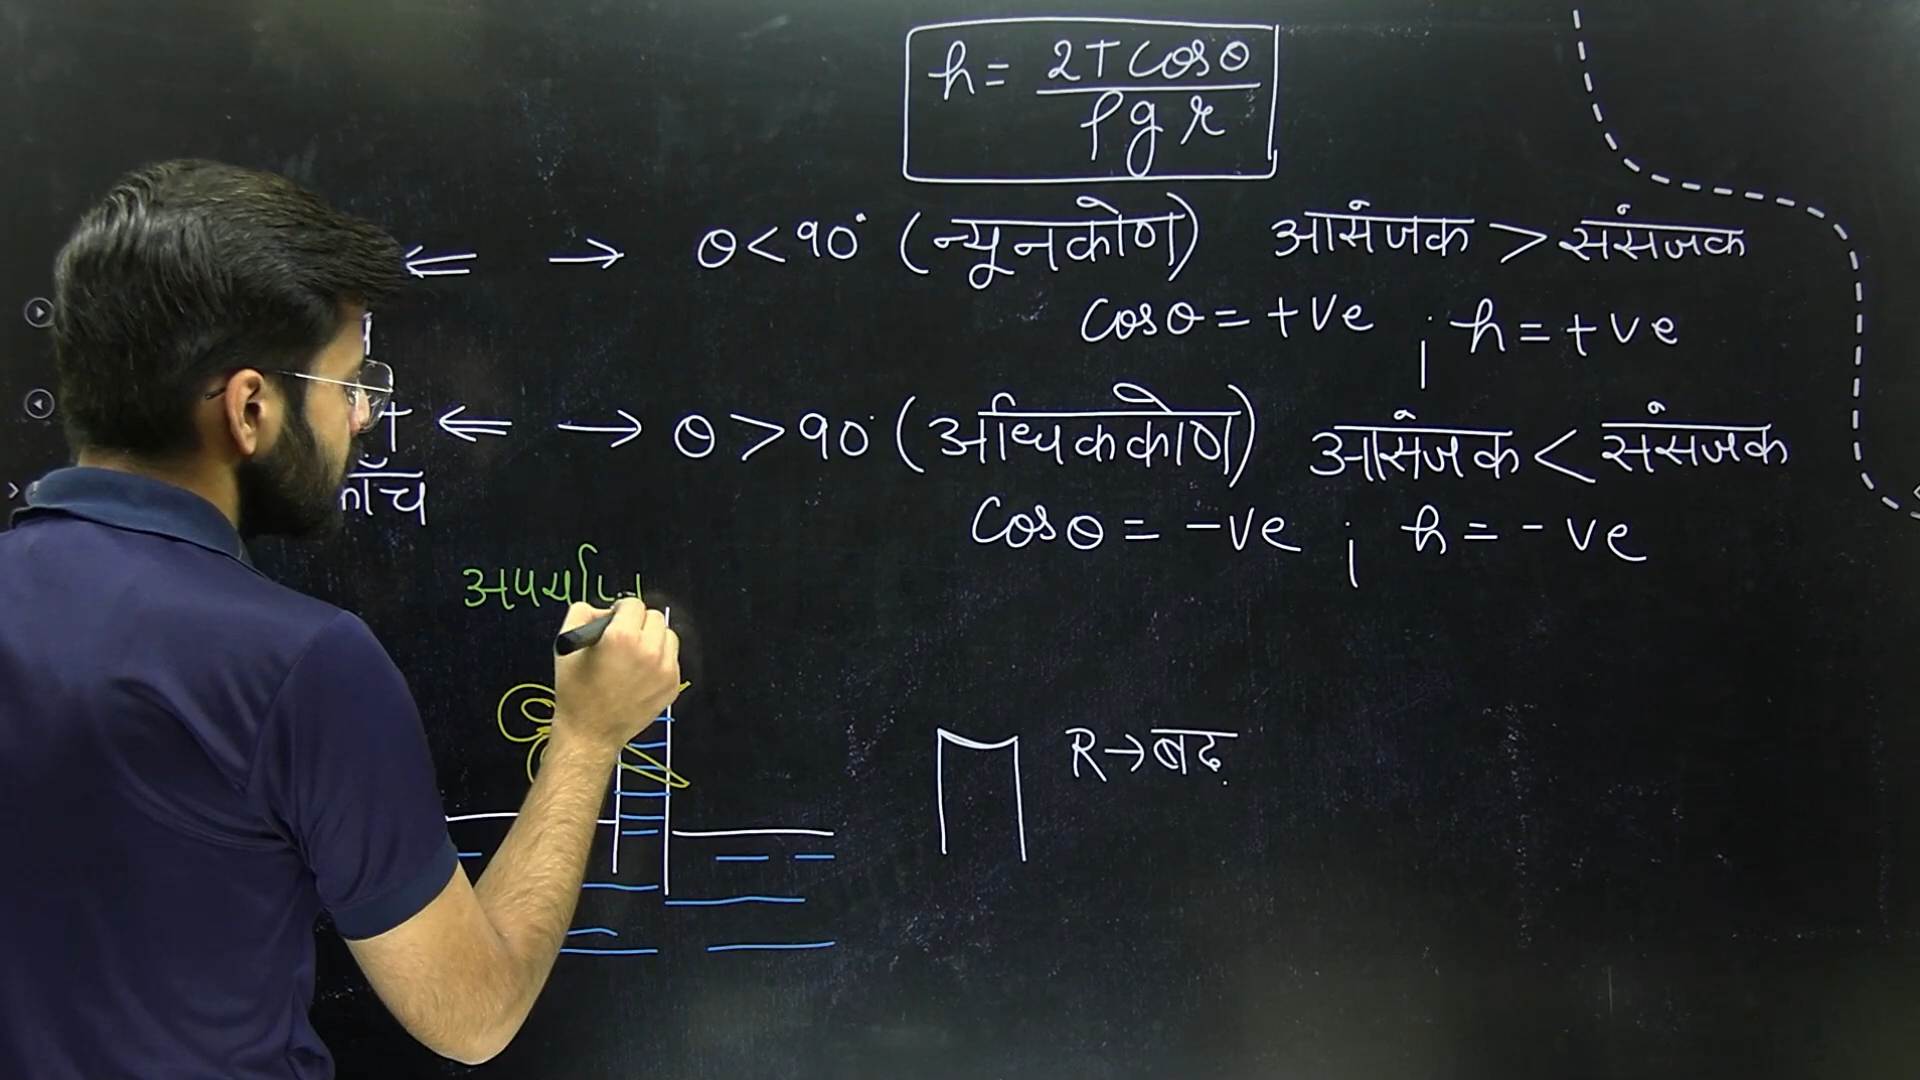 h = 2T cosθ / ρgr
⇐ → θ < 90° (न्यूनकोण) आसंजक > संसंजक
cosθ = +ve ; h = +ve
⇐ → θ > 90° (अधिककोण) आसंजक < संसंजक
cosθ = -ve ; h = -ve
R → बढ़